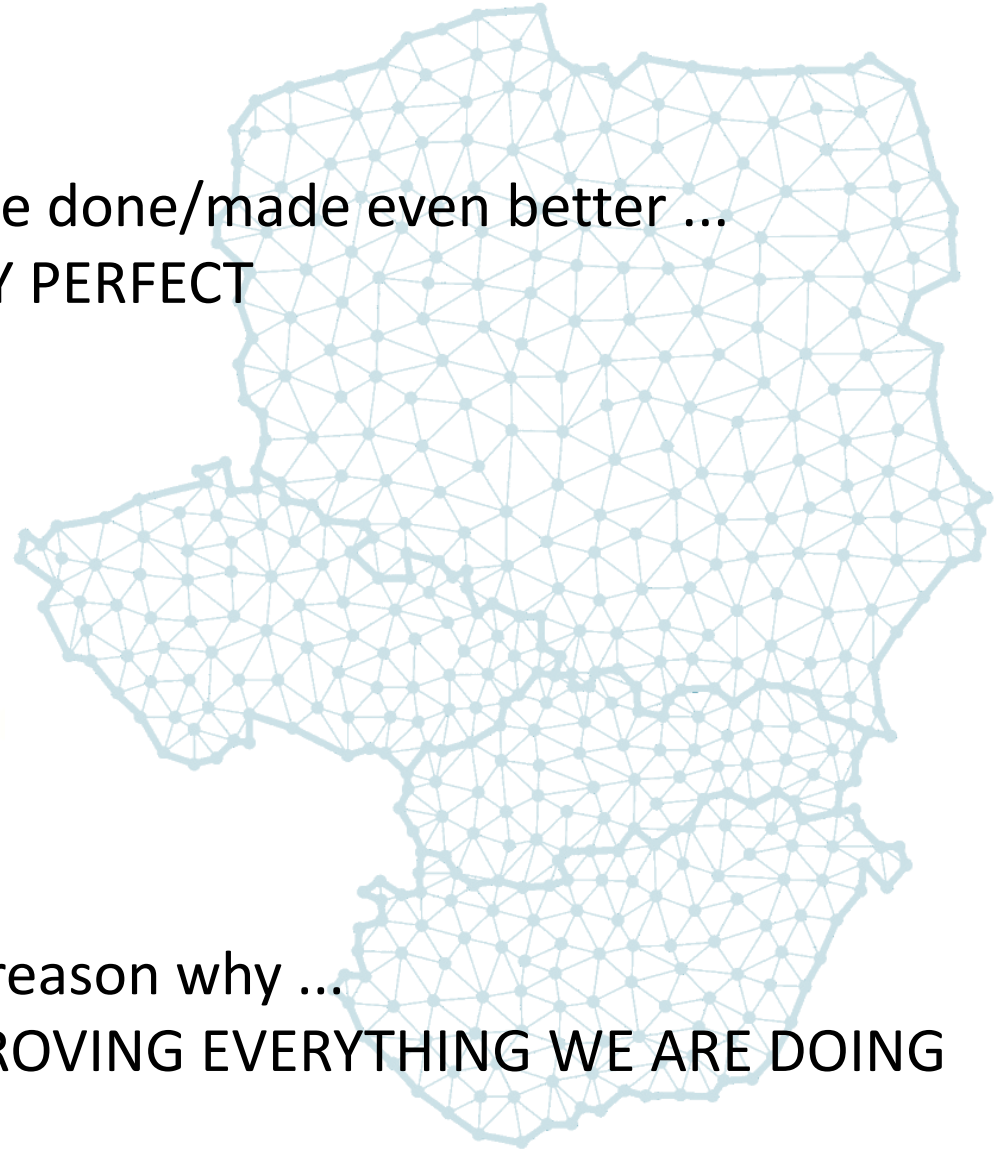 e done/made even better ...
Y PERFECT
reason why ...
ROVING EVERYTHING WE ARE DOING